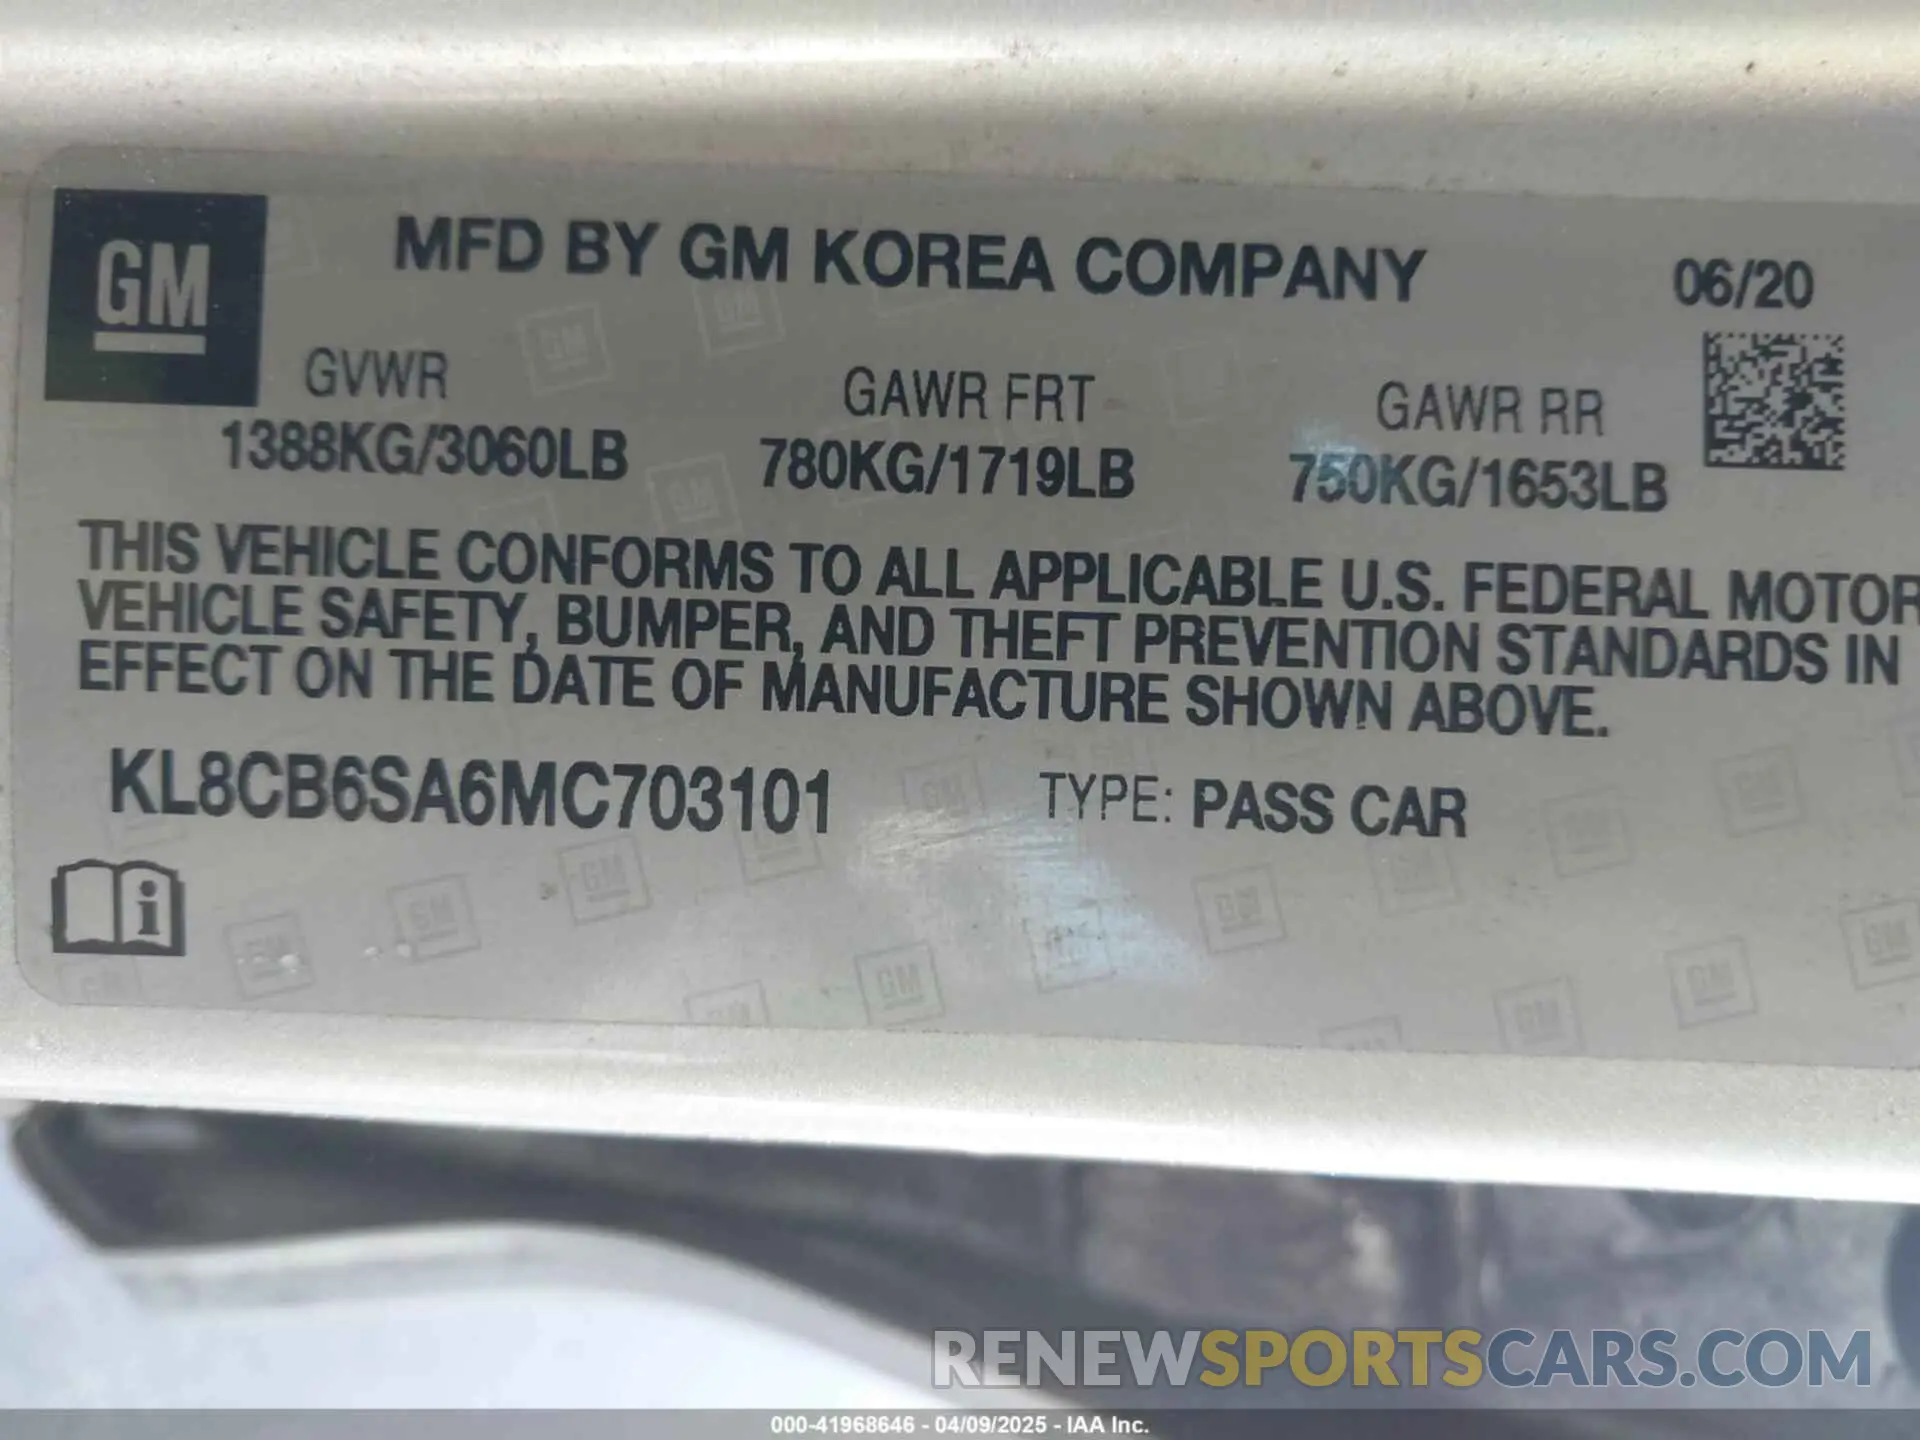 GM
MFD BY GM KOREA COMPANY 06/20
GVWR GAWR FRT GAWR RR
1388KG/3060LB 780KG/1719LB 750KG/1653LB
THIS VEHICLE CONFORMS TO ALL APPLICABLE U.S. FEDERAL MOTOR
VEHICLE SAFETY, BUMPER, AND THEFT PREVENTION STANDARDS IN
EFFECT ON THE DATE OF MANUFACTURE SHOWN ABOVE.
KL8CB6SA6MC703101 TYPE: PASS CAR
RENEWSPORTSCARS.COM
000-41968646 - 04/09/2025 - IAA Inc.